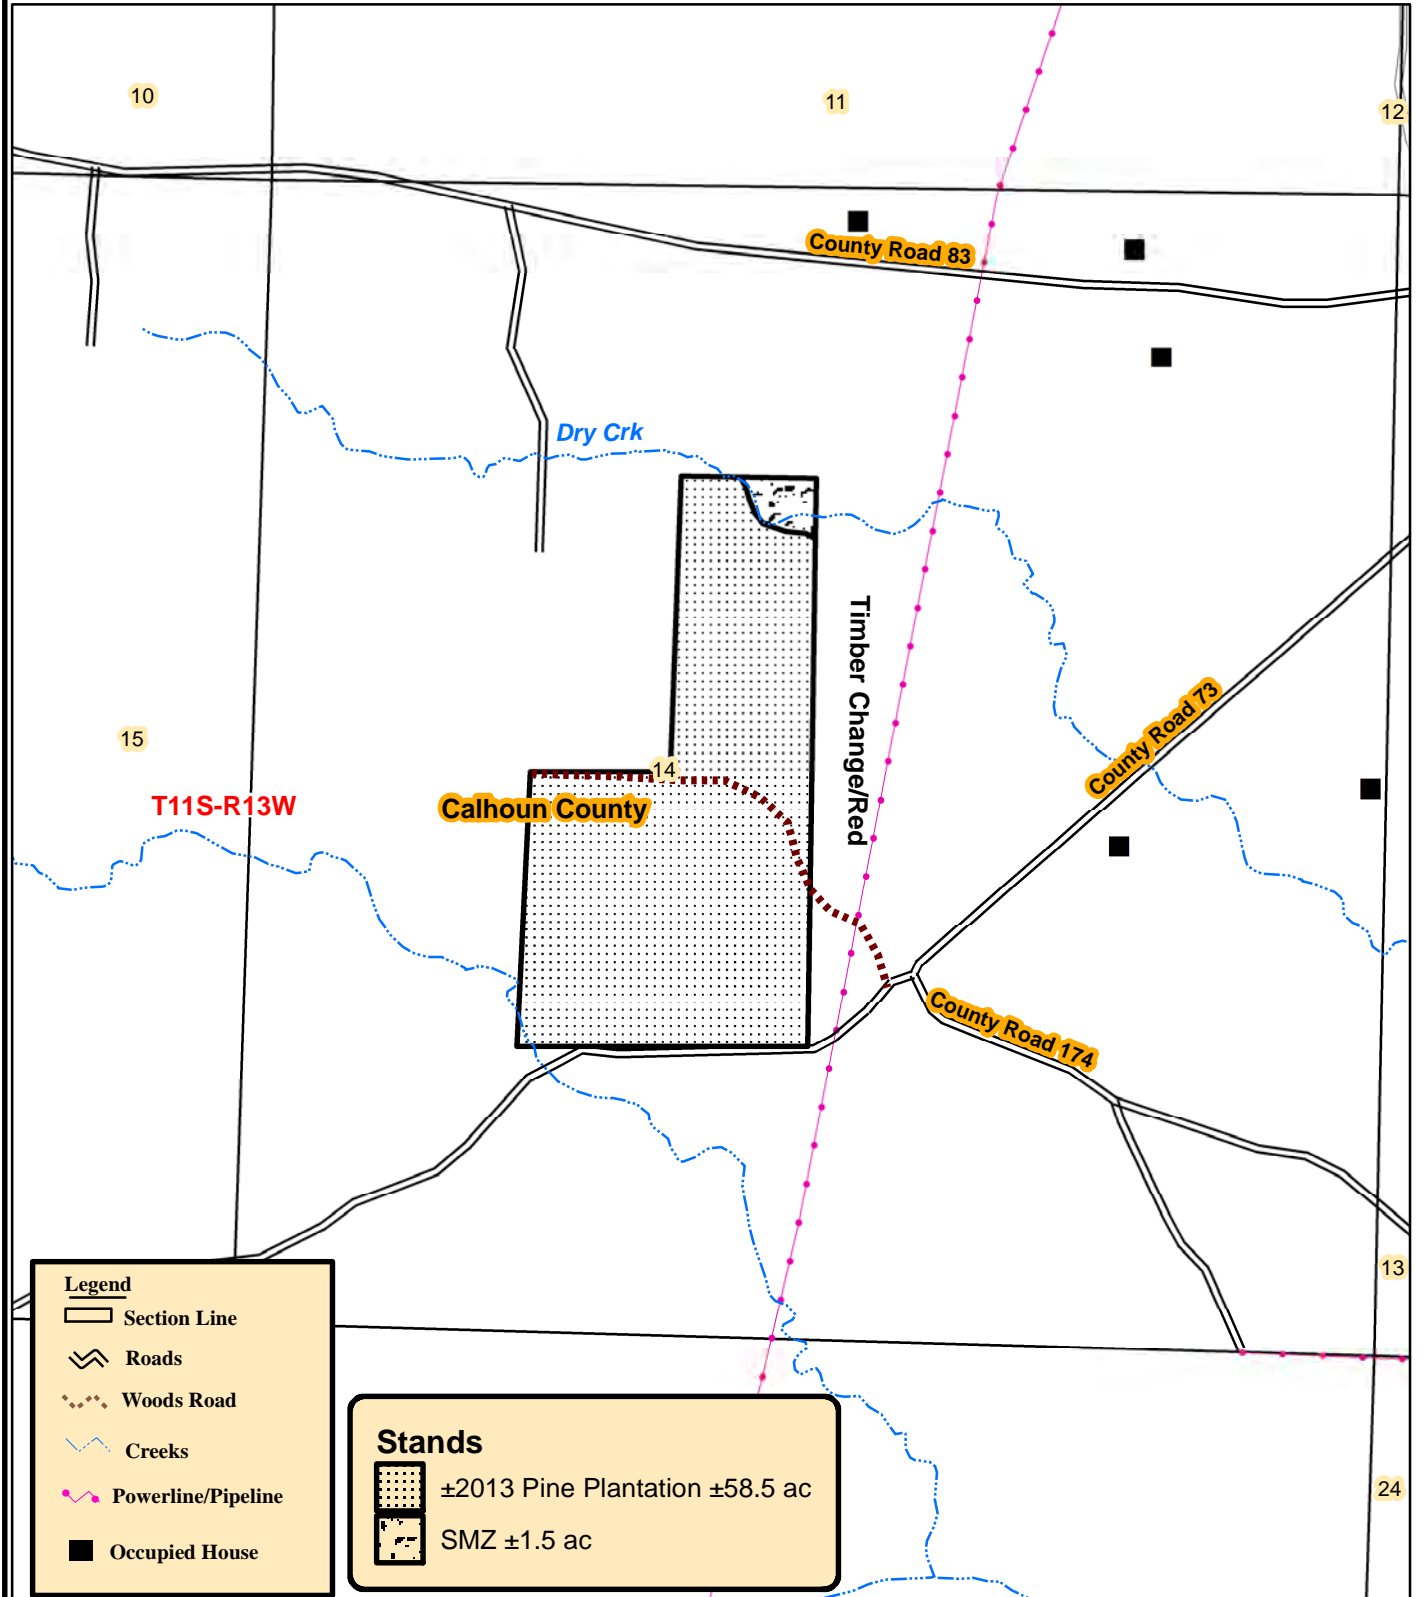 10
11
12
County Road 83
Dry Crk
Timber Change/Red
County Road 73
15
14
T11S-R13W
Calhoun County
County Road 174
13
Legend
Section Line
Roads
Woods Road
Creeks
Powerline/Pipeline
Occupied House
Stands
±2013 Pine Plantation ±58.5 ac
SMZ ±1.5 ac
24